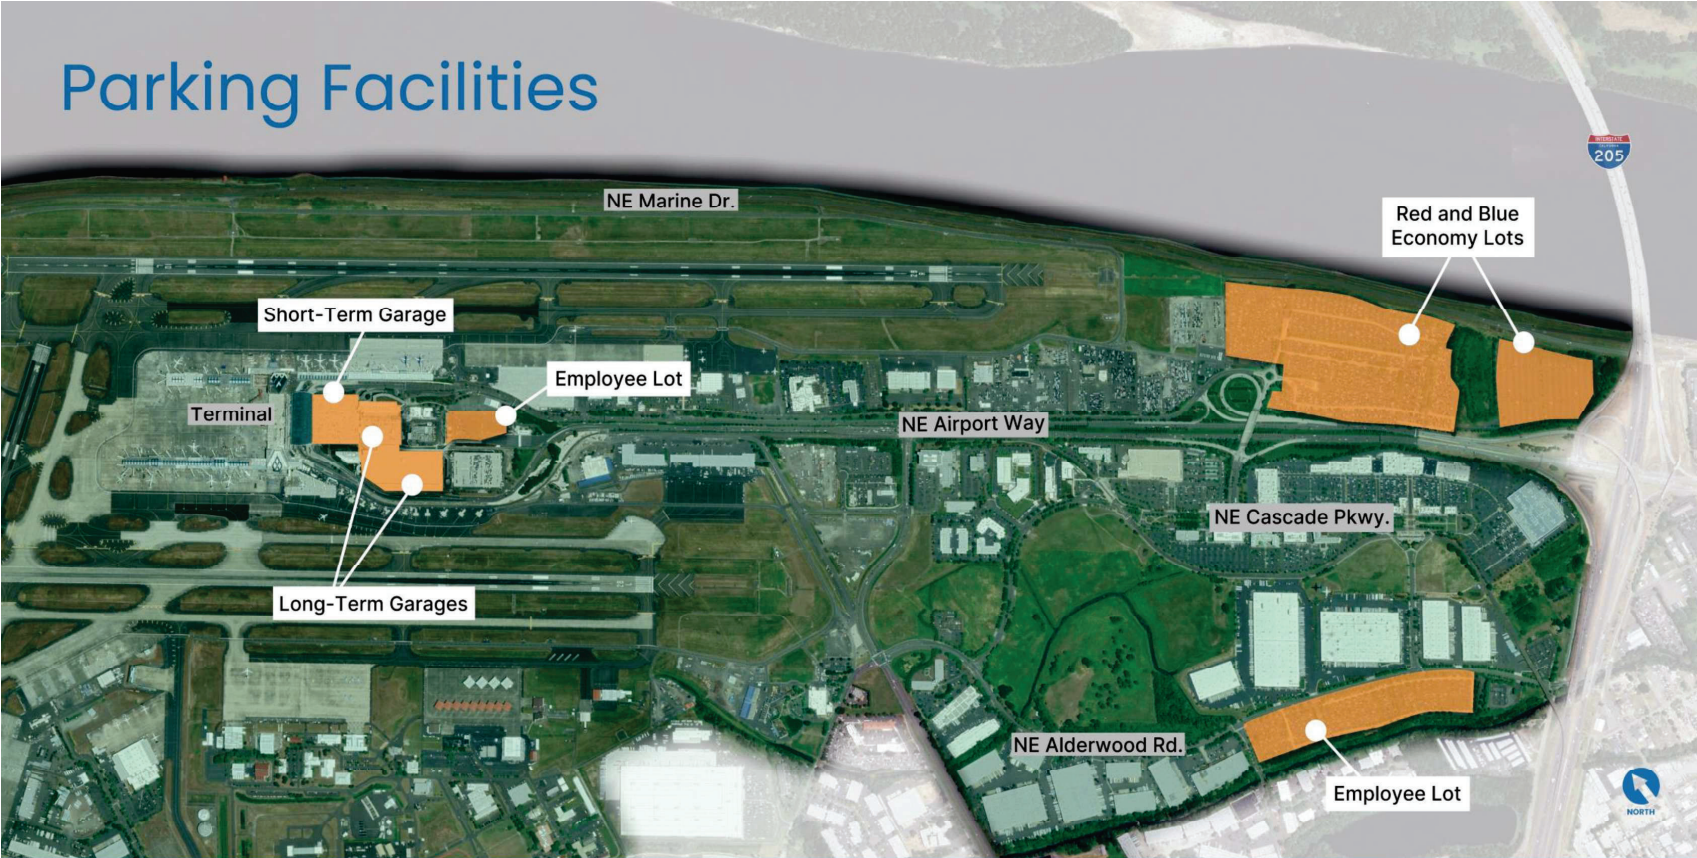 Parking Facilities
INTERSTATE
205
NE Marine Dr.
Red and Blue
Economy Lots
Short-Term Garage
Employee Lot
Terminal
NE Airport Way
NE Cascade Pkwy.
Long-Term Garages
NE Alderwood Rd.
Employee Lot
NORTH